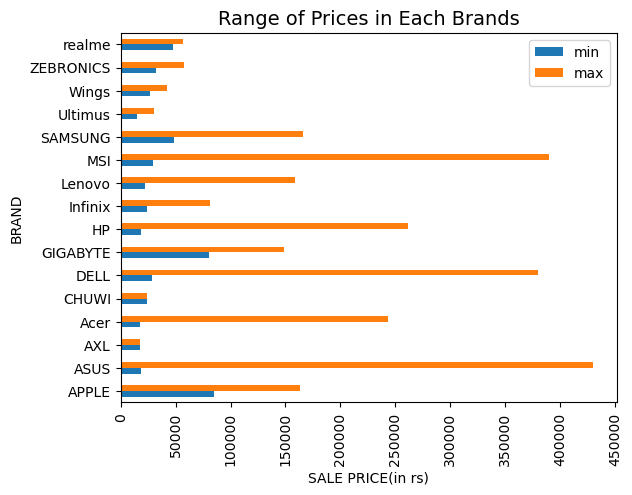 Range of Prices in Each Brands
min
max
realme
ZEBRONICS
Wings
Ultimus
SAMSUNG
MSI
Lenovo
Infinix
HP
GIGABYTE
DELL
CHUWI
Acer
AXL
ASUS
APPLE
BRAND
0
50000
100000
150000
200000
250000
300000
350000
400000
450000
SALE PRICE(in rs)